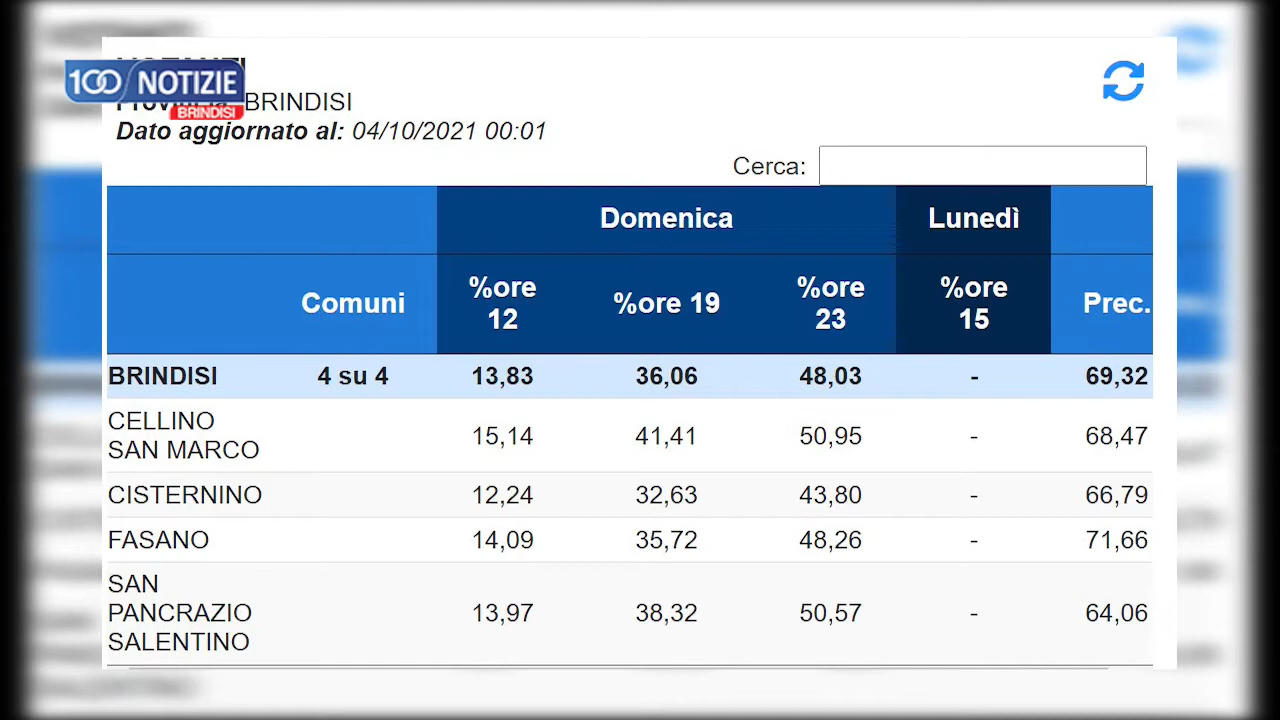 100 NOTIZIE
BRINDISI
Provincia: BRINDISI
Dato aggiornato al: 04/10/2021 00:01
Cerca:
Domenica Lunedì
Comuni %ore 12 %ore 19 %ore 23 %ore 15 Prec.
BRINDISI 4 su 4 13,83 36,06 48,03 - 69,32
CELLINO
SAN MARCO 15,14 41,41 50,95 - 68,47
CISTERNINO 12,24 32,63 43,80 - 66,79
FASANO 14,09 35,72 48,26 - 71,66
SAN
PANCRAZIO 13,97 38,32 50,57 - 64,06
SALENTINO